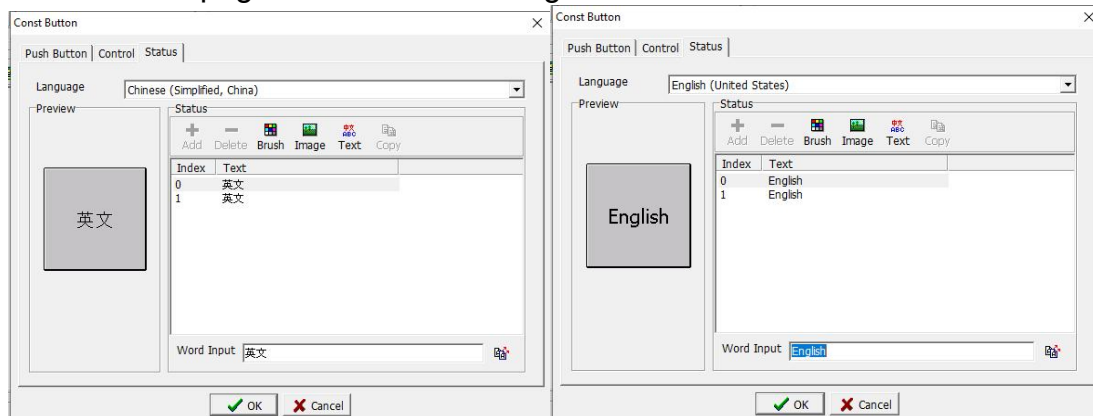 Const Button
Push Button Control Status
Language Chinese (Simplified, China)
Preview
Status
Add Delete Brush Image Text Copy
Index Text
0 英文
1 英文
英文
Word Input 英文
OK Cancel
Const Button
Push Button Control Status
Language English (United States)
Preview
Status
Add Delete Brush Image Text Copy
Index Text
0 English
1 English
English
Word Input English
OK Cancel